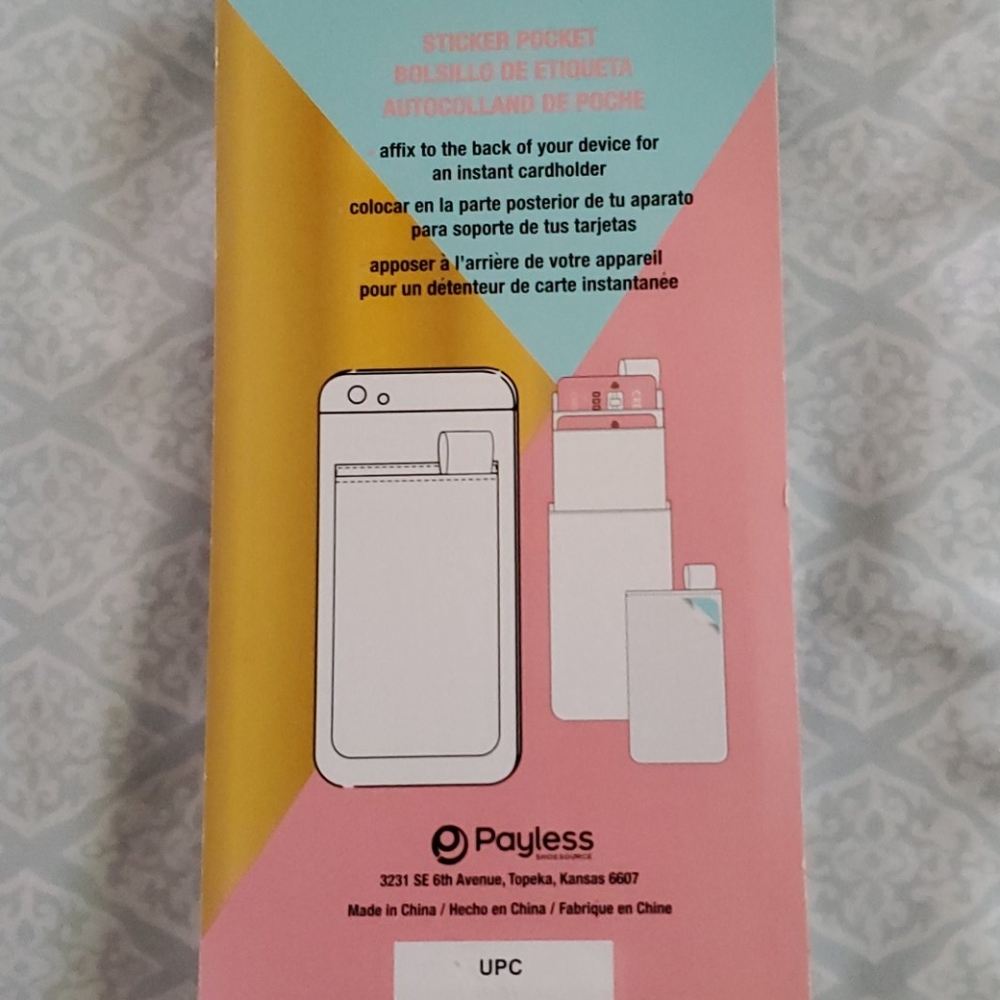 STICKER POCKET
BOLSILLO DE ETIQUETA
AUTOCOLLAND DE POCHE
affix to the back of your device for
an instant cardholder
colocar en la parte posterior de tu aparato
para soporte de tus tarjetas
apposer à l'arrière de votre appareil
pour un détenteur de carte instantanée
Payless
SHOESOURCE
3231 SE 6th Avenue, Topeka, Kansas 6607
Made in China / Hecho en China / Fabrique en Chine
UPC